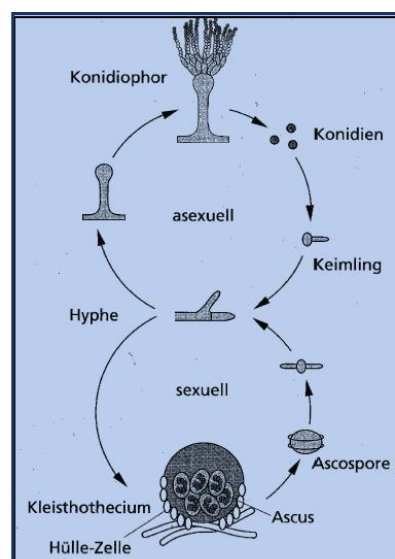 Konidiophor
Konidien
asexuell
Keimling
Hyphe
sexuell
Ascospore
Kleisthothecium
Ascus
Hülle-Zelle